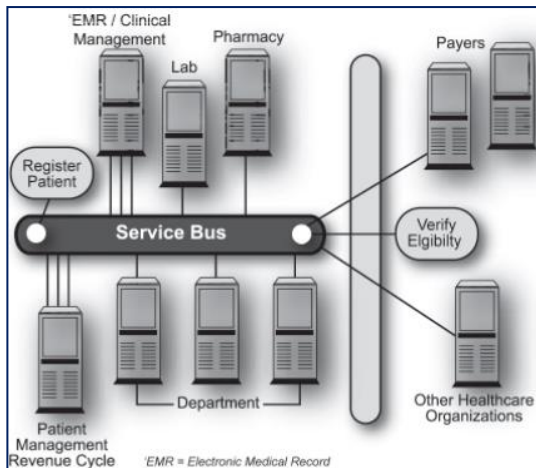 'EMR / Clinical
Management
Lab
Pharmacy
Payers
Register
Patient
Service Bus
Verify
Elgibilty
Department
Patient
Management
Revenue Cycle
Other Healthcare
Organizations
'EMR = Electronic Medical Record